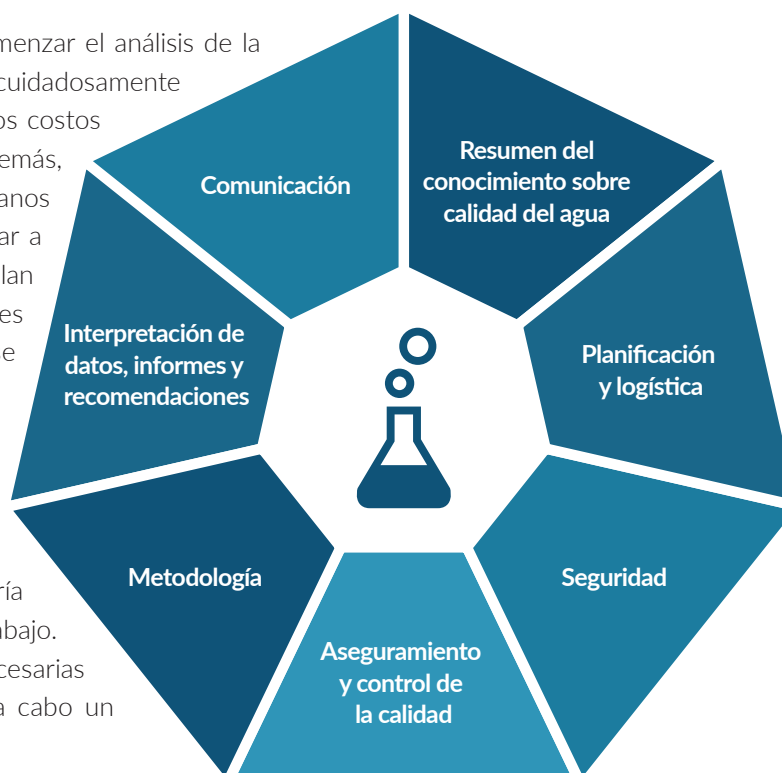 menzar el análisis de la
cuidadosamente
os costos
emás,
anos
ar a
lan
es
se
ría
abajo.
cesarias
a cabo un
Comunicación
Resumen del
conocimiento sobre
calidad del agua
Planificación
y logística
Seguridad
Aseguramiento
y control de
la calidad
Metodología
Interpretación de
datos, informes y
recomendaciones